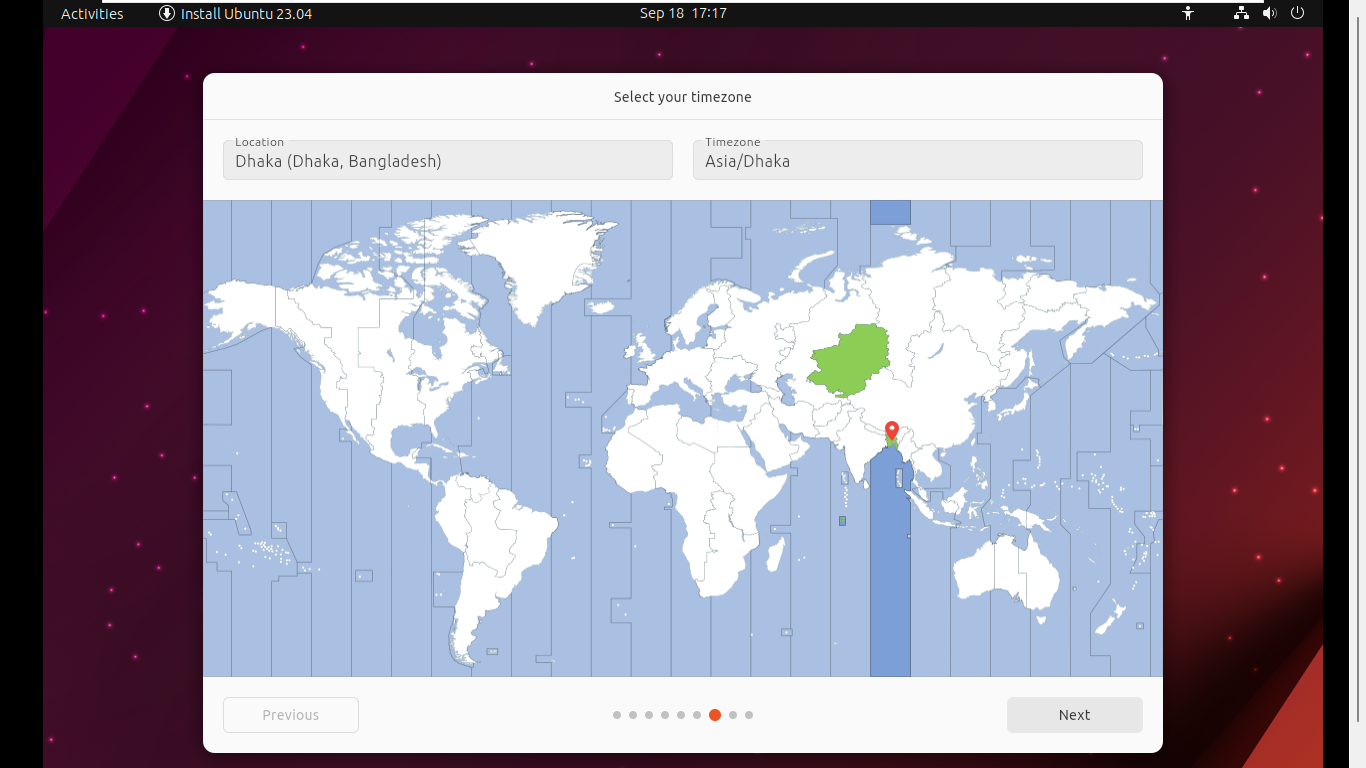 Activities
Install Ubuntu 23.04
Sep 18 17:17
Select your timezone
Location
Dhaka (Dhaka, Bangladesh)
Timezone
Asia/Dhaka
Previous
Next